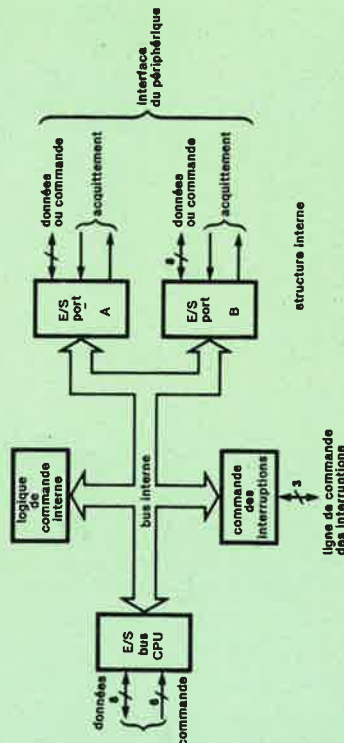 données
8
6
commande
E/S
bus
CPU
logique
de
commande
interne
bus interne
commande
des
interruptions
3
ligne de commande
des interruptions
E/S
port
A
données
ou commande
acquittement
E/S
port
B
8
données
ou commande
acquittement
interface
du périphérique
structure interne